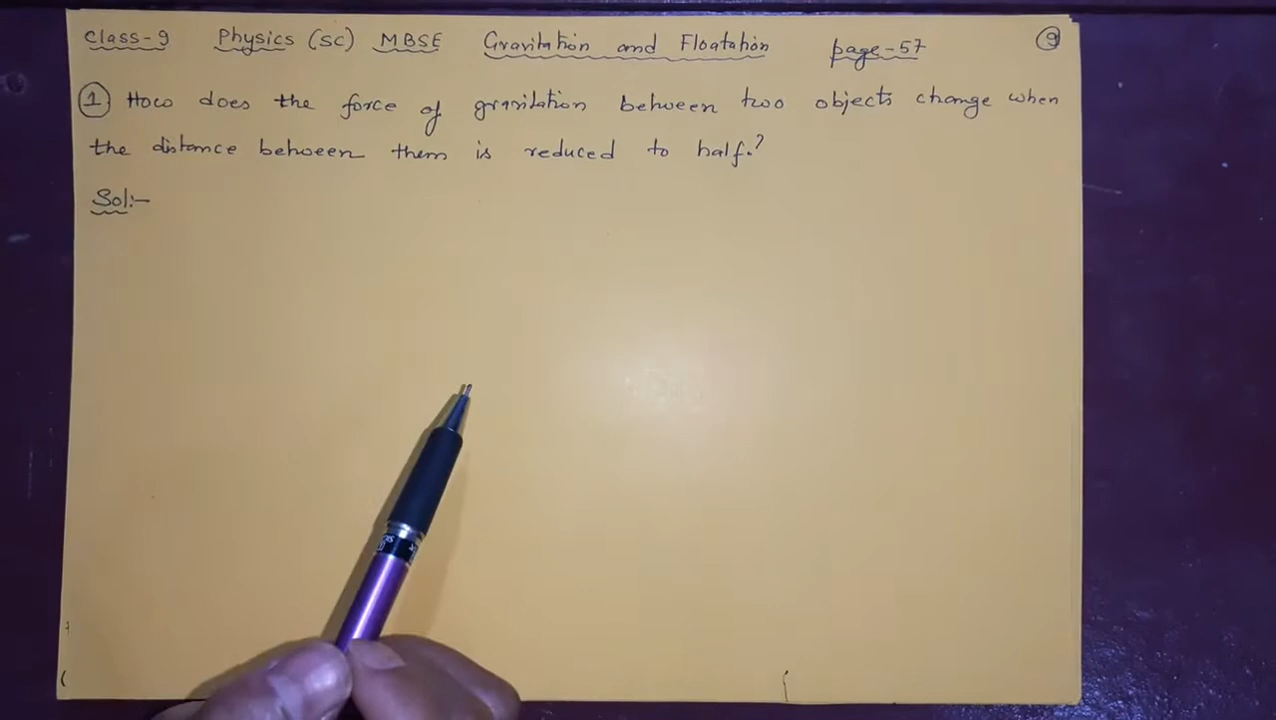 Class-9 Physics (SC) MBSE Gravitation and Floatation page-57 9
1 How does the force of gravitation between two objects change when
the distance between them is reduced to half.?
Sol:-